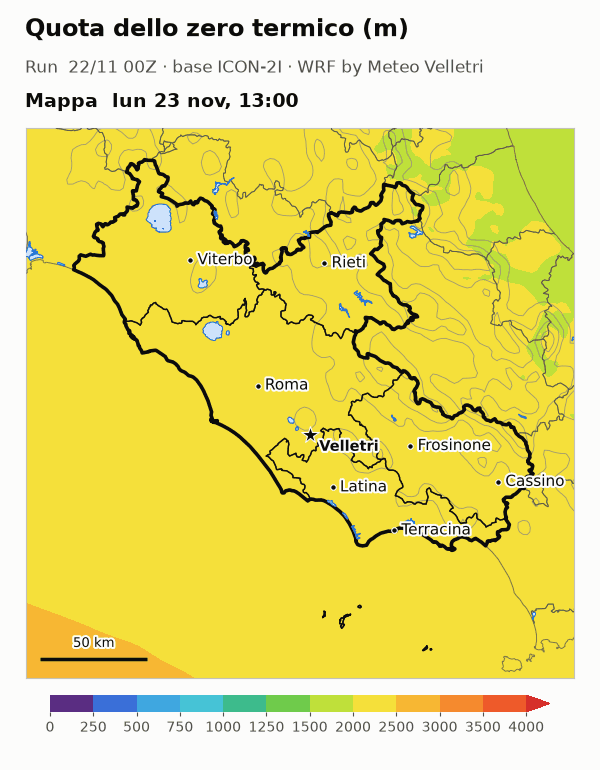 Quota dello zero termico (m)
Run  22/11 00Z · base ICON-2I · WRF by Meteo Velletri
Mappa  lun 23 nov, 13:00
Viterbo
Rieti
Roma
Velletri
Frosinone
Cassino
Latina
Terracina
50 km
0 250 500 750 1000 1250 1500 2000 2500 3000 3500 4000